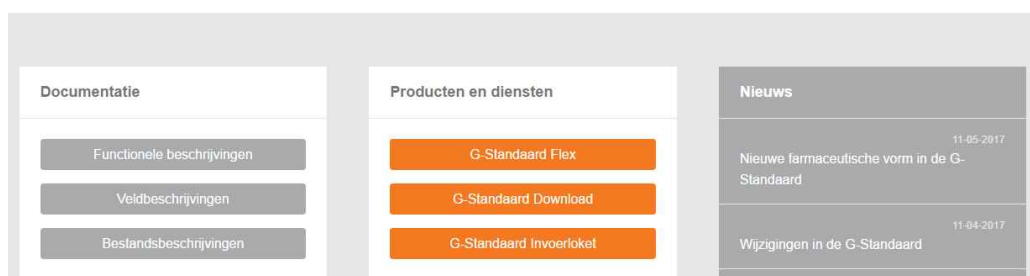 Documentatie
Functionele beschrijvingen
Veldbeschrijvingen
Bestandsbeschrijvingen
Producten en diensten
G-Standaard Flex
G-Standaard Download
G-Standaard Invoerloket
Nieuws
11-05-2017
Nieuwe farmaceutische vorm in de G-
Standaard
11-04-2017
Wijzigingen in de G-Standaard